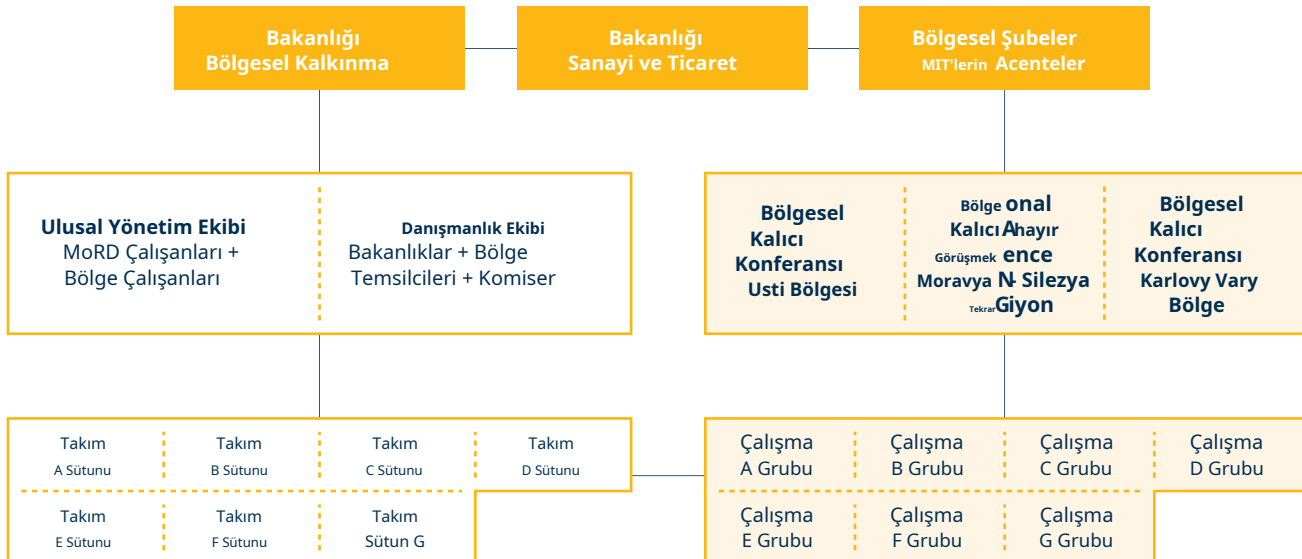 Bakanlığı
Bölgesel Kalkınma
Bakanlığı
Sanayi ve Ticaret
Bölgesel Şubeler
MIT'lerin Acenteler
Ulusal Yönetim Ekibi
MoRD Çalışanları +
Bölge Çalışanları
Danışmanlık Ekibi
Bakanlıklar + Bölge
Temsilcileri + Komiser
Bölgesel
Kalıcı
Konferansı
Usti Bölgesi
Bölge onal
Kalıcı Ahayır
Görüşmek ence
Moravya N- Silezya
Tekrar Giyon
Bölgesel
Kalıcı
Konferansı
Karlovy Vary
Bölge
Takım
A Sütunu
Takım
B Sütunu
Takım
C Sütunu
Takım
D Sütunu
Takım
E Sütunu
Takım
F Sütunu
Takım
Sütun G
Çalışma
A Grubu
Çalışma
B Grubu
Çalışma
C Grubu
Çalışma
D Grubu
Çalışma
E Grubu
Çalışma
F Grubu
Çalışma
G Grubu